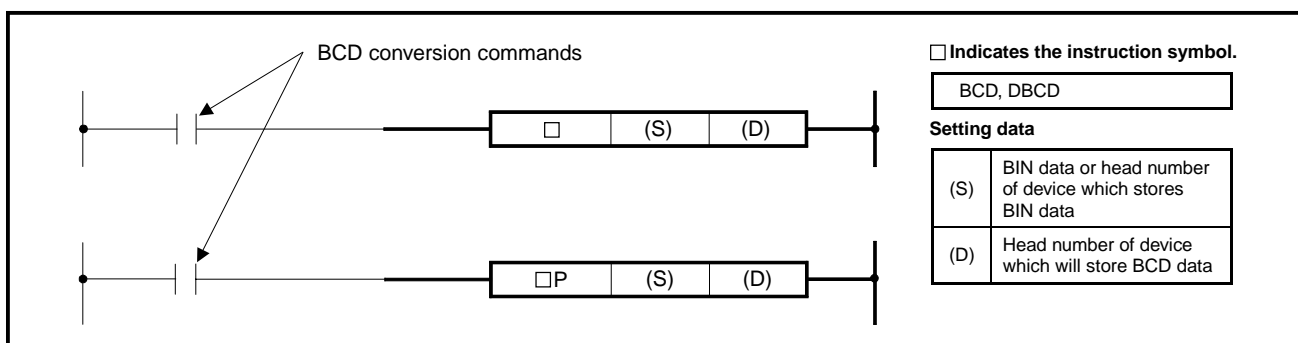 BCD conversion commands
□ (S) (D)
□P (S) (D)
□ Indicates the instruction symbol.
BCD, DBCD
Setting data
(S) BIN data or head number
of device which stores
BIN data
(D) Head number of device
which will store BCD data